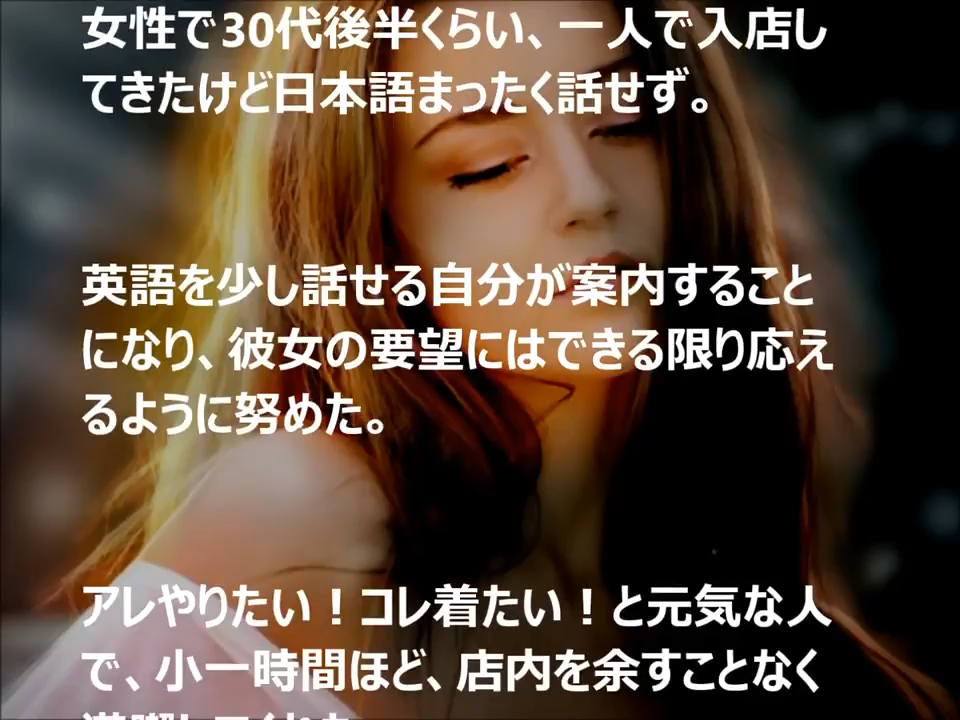 女性で30代後半くらい、一人で入店し
てきたけど日本語まったく話せず。
英語を少し話せる自分が案内すること
になり、彼女の要望にはできる限り応え
るように努めた。
アレやりたい！コレ着たい！と元気な人
で、小一時間ほど、店内を余すことなく